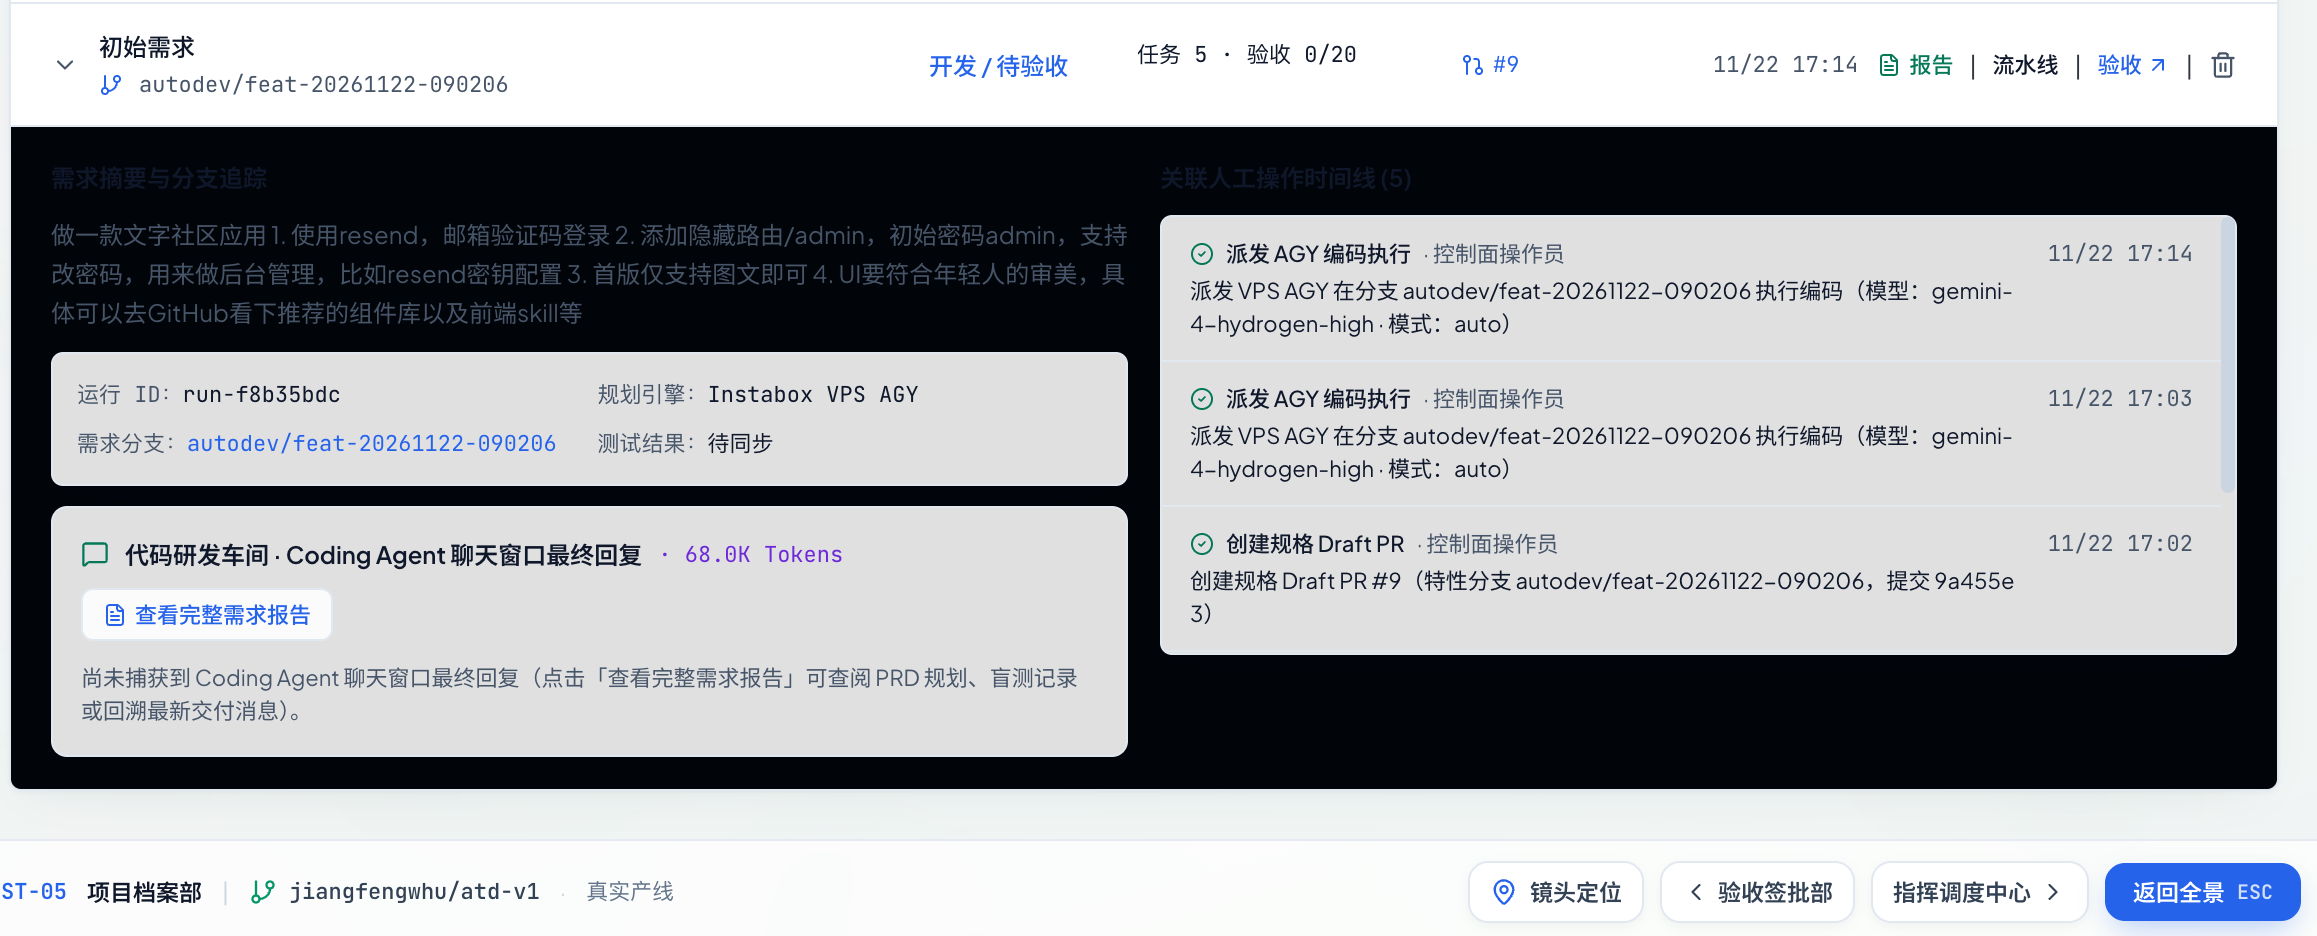 初始需求
autodev/feat-20261122-090206
开发 / 待验收
任务 5 · 验收 0/20
#9
11/22 17:14
报告 | 流水线 | 验收 |
需求摘要与分支追踪
做一款文字社区应用 1. 使用resend，邮箱验证码登录 2. 添加隐藏路由/admin，初始密码admin，支持
改密码，用来做后台管理，比如resend密钥配置 3. 首版仅支持图文即可 4. UI要符合年轻人的审美，具
体可以去GitHub看下推荐的组件库以及前端skill等
运行 ID: run-f8b35bdc
规划引擎: Instabox VPS AGY
需求分支: autodev/feat-20261122-090206
测试结果: 待同步
代码研发车间 · Coding Agent 聊天窗口最终回复 · 68.0K Tokens
查看完整需求报告
尚未捕获到 Coding Agent 聊天窗口最终回复（点击「查看完整需求报告」可查阅 PRD 规划、盲测记录
或回溯最新交付消息）。
关联人工操作时间线 (5)
派发 AGY 编码执行 · 控制面操作员 11/22 17:14
派发 VPS AGY 在分支 autodev/feat-20261122-090206 执行编码（模型：gemini-
4-hydrogen-high · 模式：auto）
派发 AGY 编码执行 · 控制面操作员 11/22 17:03
派发 VPS AGY 在分支 autodev/feat-20261122-090206 执行编码（模型：gemini-
4-hydrogen-high · 模式：auto）
创建规格 Draft PR · 控制面操作员 11/22 17:02
创建规格 Draft PR #9（特性分支 autodev/feat-20261122-090206，提交 9a455e
3）
ST-05 项目档案部 | jiangfengwhu/atd-v1 · 真实产线
镜头定位
验收签批部
指挥调度中心
返回全景 ESC